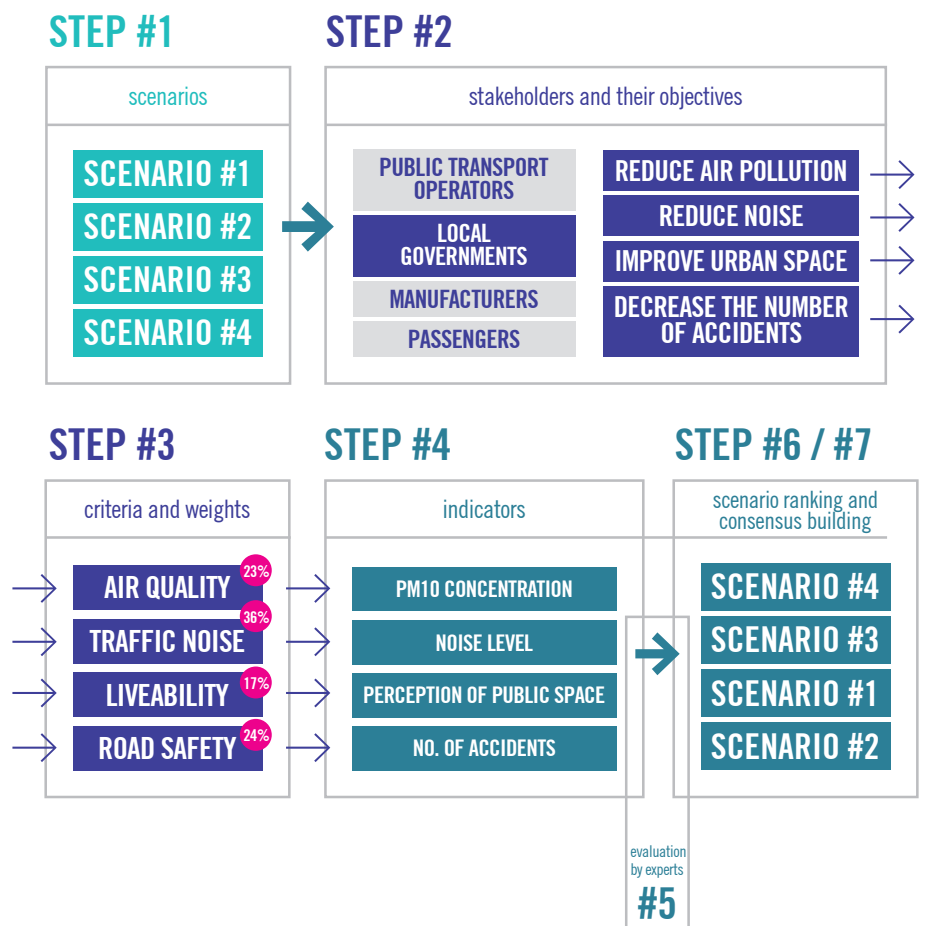 STEP #1
scenarios
SCENARIO #1
SCENARIO #2
SCENARIO #3
SCENARIO #4
STEP #2
stakeholders and their objectives
PUBLIC TRANSPORT
OPERATORS
LOCAL
GOVERNMENTS
MANUFACTURERS
PASSENGERS
REDUCE AIR POLLUTION
REDUCE NOISE
IMPROVE URBAN SPACE
DECREASE THE NUMBER
OF ACCIDENTS
STEP #3
criteria and weights
AIR QUALITY 23%
TRAFFIC NOISE 36%
LIVEABILITY 17%
ROAD SAFETY 24%
STEP #4
indicators
PM10 CONCENTRATION
NOISE LEVEL
PERCEPTION OF PUBLIC SPACE
NO. OF ACCIDENTS
evaluation
by experts
#5
STEP #6 / #7
scenario ranking and
consensus building
SCENARIO #4
SCENARIO #3
SCENARIO #1
SCENARIO #2